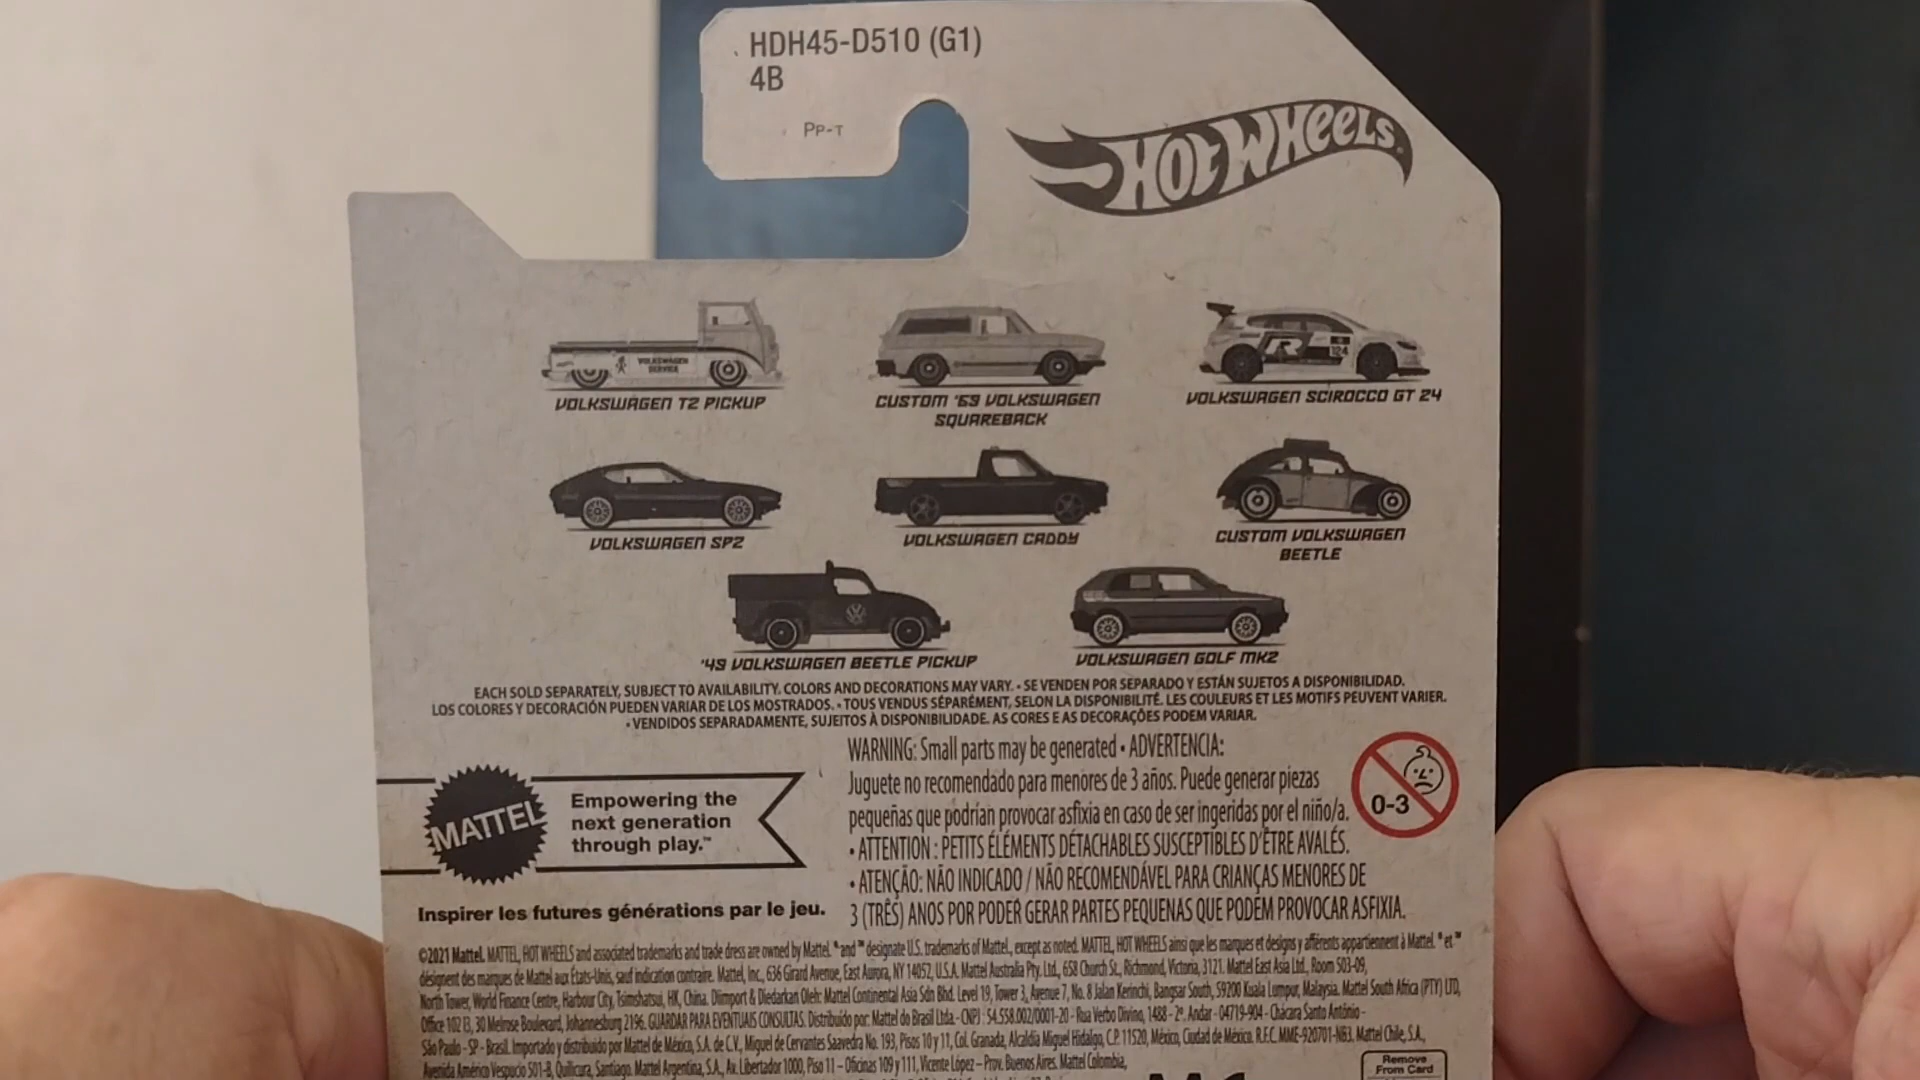 HDH45-D510 (G1)
4B
PP-T
HOT WHEELS
VOLKSWAGEN SERVICE
R
124
VOLKSWAGEN T2 PICKUP
CUSTOM '69 VOLKSWAGEN
SQUAREBACK
VOLKSWAGEN SCIROCCO GT 24
VOLKSWAGEN SP2
VOLKSWAGEN CADDY
CUSTOM VOLKSWAGEN
BEETLE
'49 VOLKSWAGEN BEETLE PICKUP
VOLKSWAGEN GOLF MK2
EACH SOLD SEPARATELY, SUBJECT TO AVAILABILITY. COLORS AND DECORATIONS MAY VARY. • SE VENDEN POR SEPARADO Y ESTÁN SUJETOS A DISPONIBILIDAD.
LOS COLORES Y DECORACIÓN PUEDEN VARIAR DE LOS MOSTRADOS. • TOUS VENDUS SÉPARÉMENT, SELON LA DISPONIBILITÉ. LES COULEURS ET LES MOTIFS PEUVENT VARIER.
• VENDIDOS SEPARADAMENTE, SUJEITOS À DISPONIBILIDADE. AS CORES E AS DECORAÇÕES PODEM VARIAR.
WARNING: Small parts may be generated • ADVERTENCIA:
Juguete no recomendado para menores de 3 años. Puede generar piezas
pequeñas que podrían provocar asfixia en caso de ser ingeridas por el niño/a.
• ATTENTION : PETITS ÉLÉMENTS DÉTACHABLES SUSCEPTIBLES D'ÊTRE AVALÉS.
• ATENÇÃO: NÃO INDICADO / NÃO RECOMENDÁVEL PARA CRIANÇAS MENORES DE
3 (TRÊS) ANOS POR PODER GERAR PARTES PEQUENAS QUE PODEM PROVOCAR ASFIXIA.
0-3
MATTEL
Empowering the
next generation
through play.™
Inspirer les futures générations par le jeu.
©2021 Mattel. MATTEL, HOT WHEELS and associated trademarks and trade dress are owned by Mattel. ® and ™ designate U.S. trademarks of Mattel, except as noted. MATTEL, HOT WHEELS ainsi que les marques et designs y afférents appartiennent à Mattel. ® et ™
désignent des marques de Mattel aux États-Unis, sauf indication contraire. Mattel, Inc., 636 Girard Avenue, East Aurora, NY 14052, U.S.A. Mattel Australia Pty. Ltd., 658 Church St., Richmond, Victoria, 3121. Mattel East Asia Ltd., Room 503-09,
North Tower, World Finance Centre, Harbour City, Tsimshatsui, HK, China. Diimport & Diedarkan Oleh: Mattel Continental Asia Sdn Bhd. Level 19, Tower 3, Avenue 7, No. 8 Jalan Kerinchi, Bangsar South, 59200 Kuala Lumpur, Malaysia. Mattel South Africa (PTY) LTD,
Office 102 I3, 30 Melrose Boulevard, Johannesburg 2196. GUARDAR PARA EVENTUAIS CONSULTAS. Distribuído por: Mattel do Brasil Ltda. - CNPJ : 54.558.002/0001-20 - Rua Verbo Divino, 1488 - 2º. Andar - 04719-904 - Chácara Santo Antônio -
São Paulo - SP - Brasil. Importado y distribuido por Mattel de México, S.A. de C.V., Miguel de Cervantes Saavedra No. 193, Pisos 10 y 11, Col. Granada, Alcaldía Miguel Hidalgo, C.P. 11520, México, Ciudad de México. R.F.C. MME-920701-NB3. Mattel Chile, S.A.,
Avenida Américo Vespucio 501-B, Quilicura, Santiago. Mattel Argentina, S.A., Av. Libertador 1000, Piso 11 – Oficinas 109 y 111, Vicente López – Prov. Buenos Aires. Mattel Colombia,
Remove
From Card